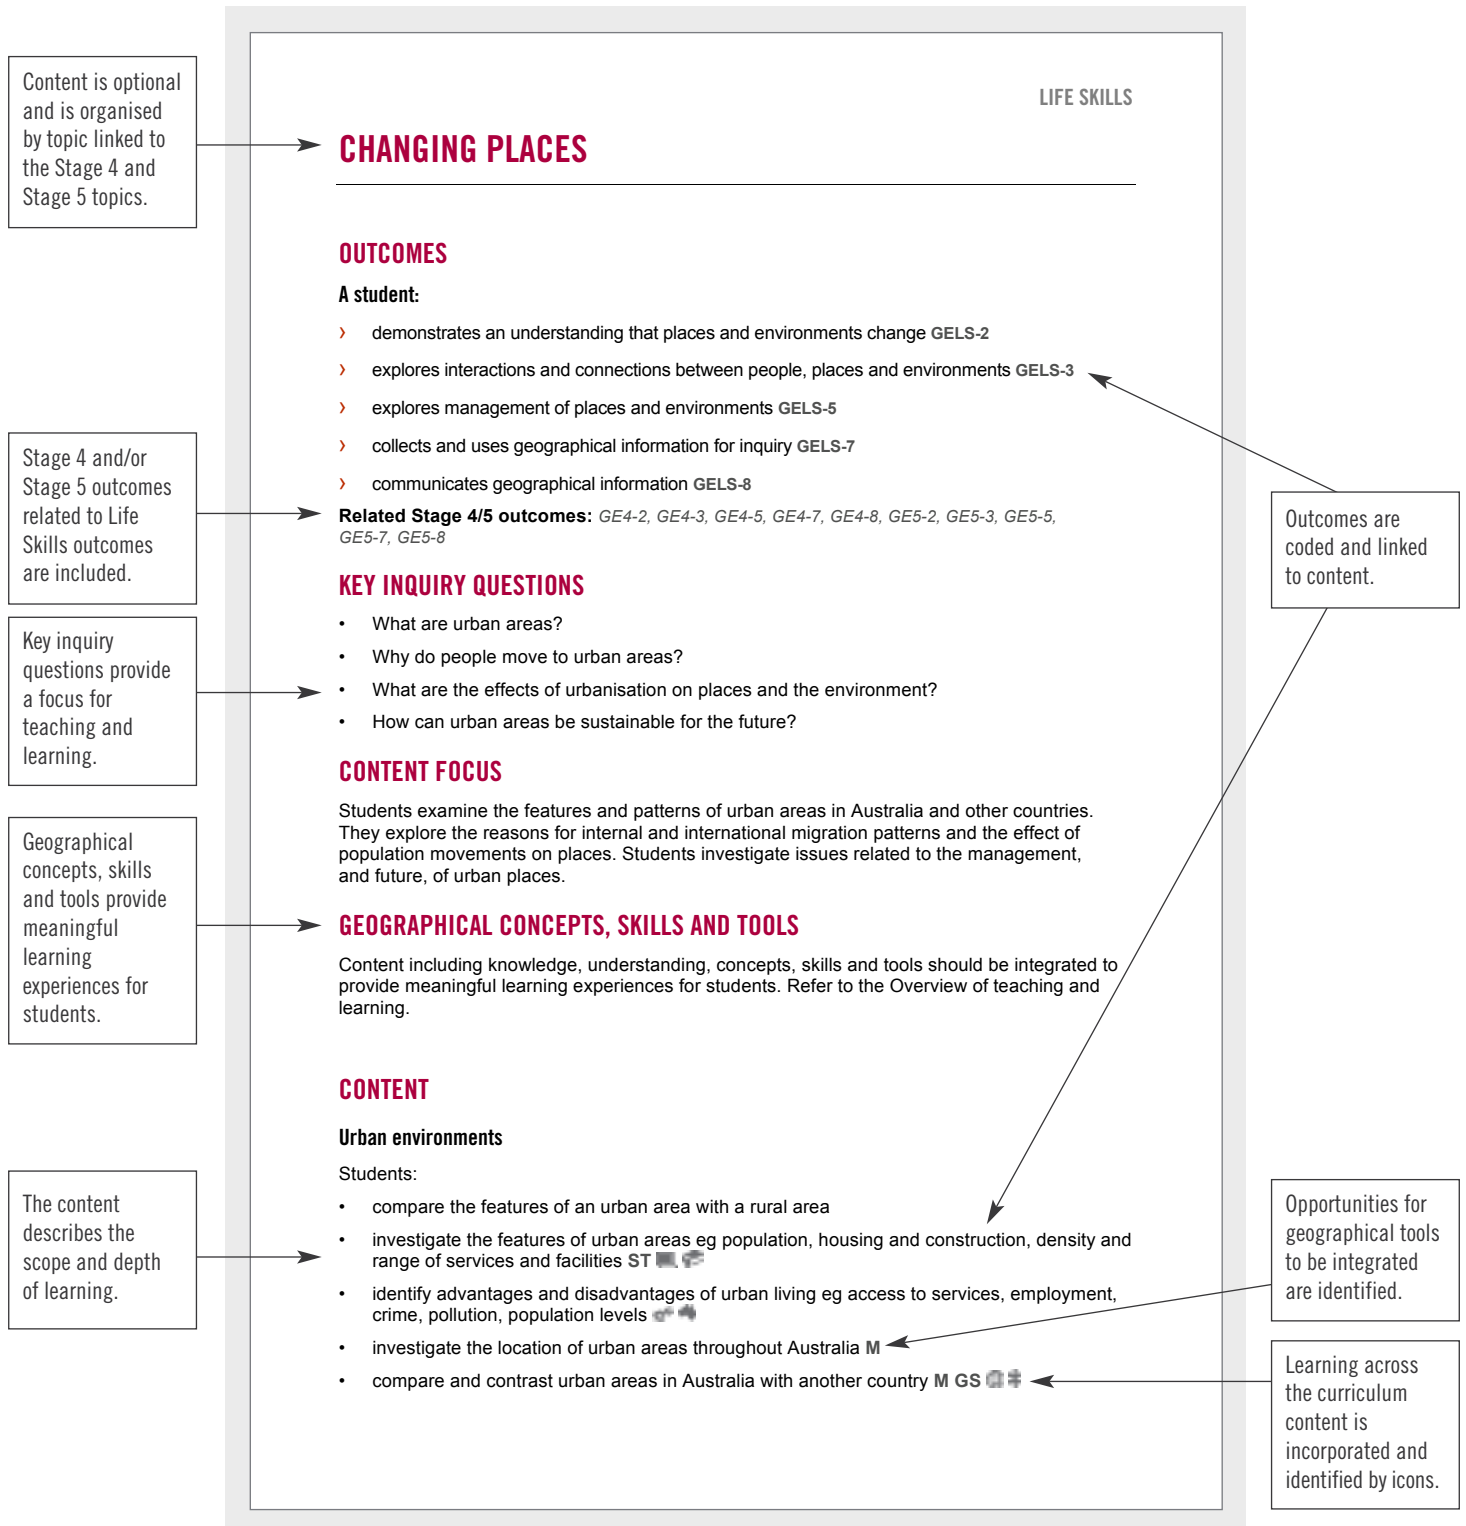 Content is optional
and is organised
by topic linked to
the Stage 4 and
Stage 5 topics.
LIFE SKILLS
CHANGING PLACES
OUTCOMES
A student:
› demonstrates an understanding that places and environments change GELS-2
› explores interactions and connections between people, places and environments GELS-3
› explores management of places and environments GELS-5
› collects and uses geographical information for inquiry GELS-7
› communicates geographical information GELS-8
Stage 4 and/or
Stage 5 outcomes
related to Life
Skills outcomes
are included.
Related Stage 4/5 outcomes: GE4-2, GE4-3, GE4-5, GE4-7, GE4-8, GE5-2, GE5-3, GE5-5,
GE5-7, GE5-8
Outcomes are
coded and linked
to content.
KEY INQUIRY QUESTIONS
• What are urban areas?
• Why do people move to urban areas?
• What are the effects of urbanisation on places and the environment?
• How can urban areas be sustainable for the future?
Key inquiry
questions provide
a focus for
teaching and
learning.
CONTENT FOCUS
Students examine the features and patterns of urban areas in Australia and other countries.
They explore the reasons for internal and international migration patterns and the effect of
population movements on places. Students investigate issues related to the management,
and future, of urban places.
Geographical
concepts, skills
and tools provide
meaningful
learning
experiences for
students.
GEOGRAPHICAL CONCEPTS, SKILLS AND TOOLS
Content including knowledge, understanding, concepts, skills and tools should be integrated to
provide meaningful learning experiences for students. Refer to the Overview of teaching and
learning.
CONTENT
Urban environments
Students:
• compare the features of an urban area with a rural area
• investigate the features of urban areas eg population, housing and construction, density and
range of services and facilities ST
• identify advantages and disadvantages of urban living eg access to services, employment,
crime, pollution, population levels
• investigate the location of urban areas throughout Australia M
• compare and contrast urban areas in Australia with another country M GS
The content
describes the
scope and depth
of learning.
Opportunities for
geographical tools
to be integrated
are identified.
Learning across
the curriculum
content is
incorporated and
identified by icons.